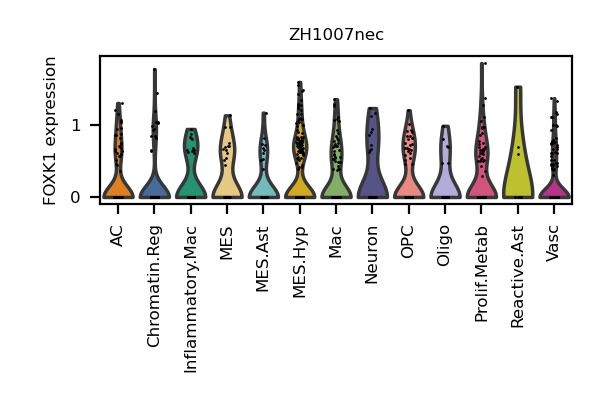 ZH1007nec
FOXK1 expression
1
0
AC
Chromatin.Reg
Inflammatory.Mac
MES
MES.Ast
MES.Hyp
Mac
Neuron
OPC
Oligo
Prolif.Metab
Reactive.Ast
Vasc